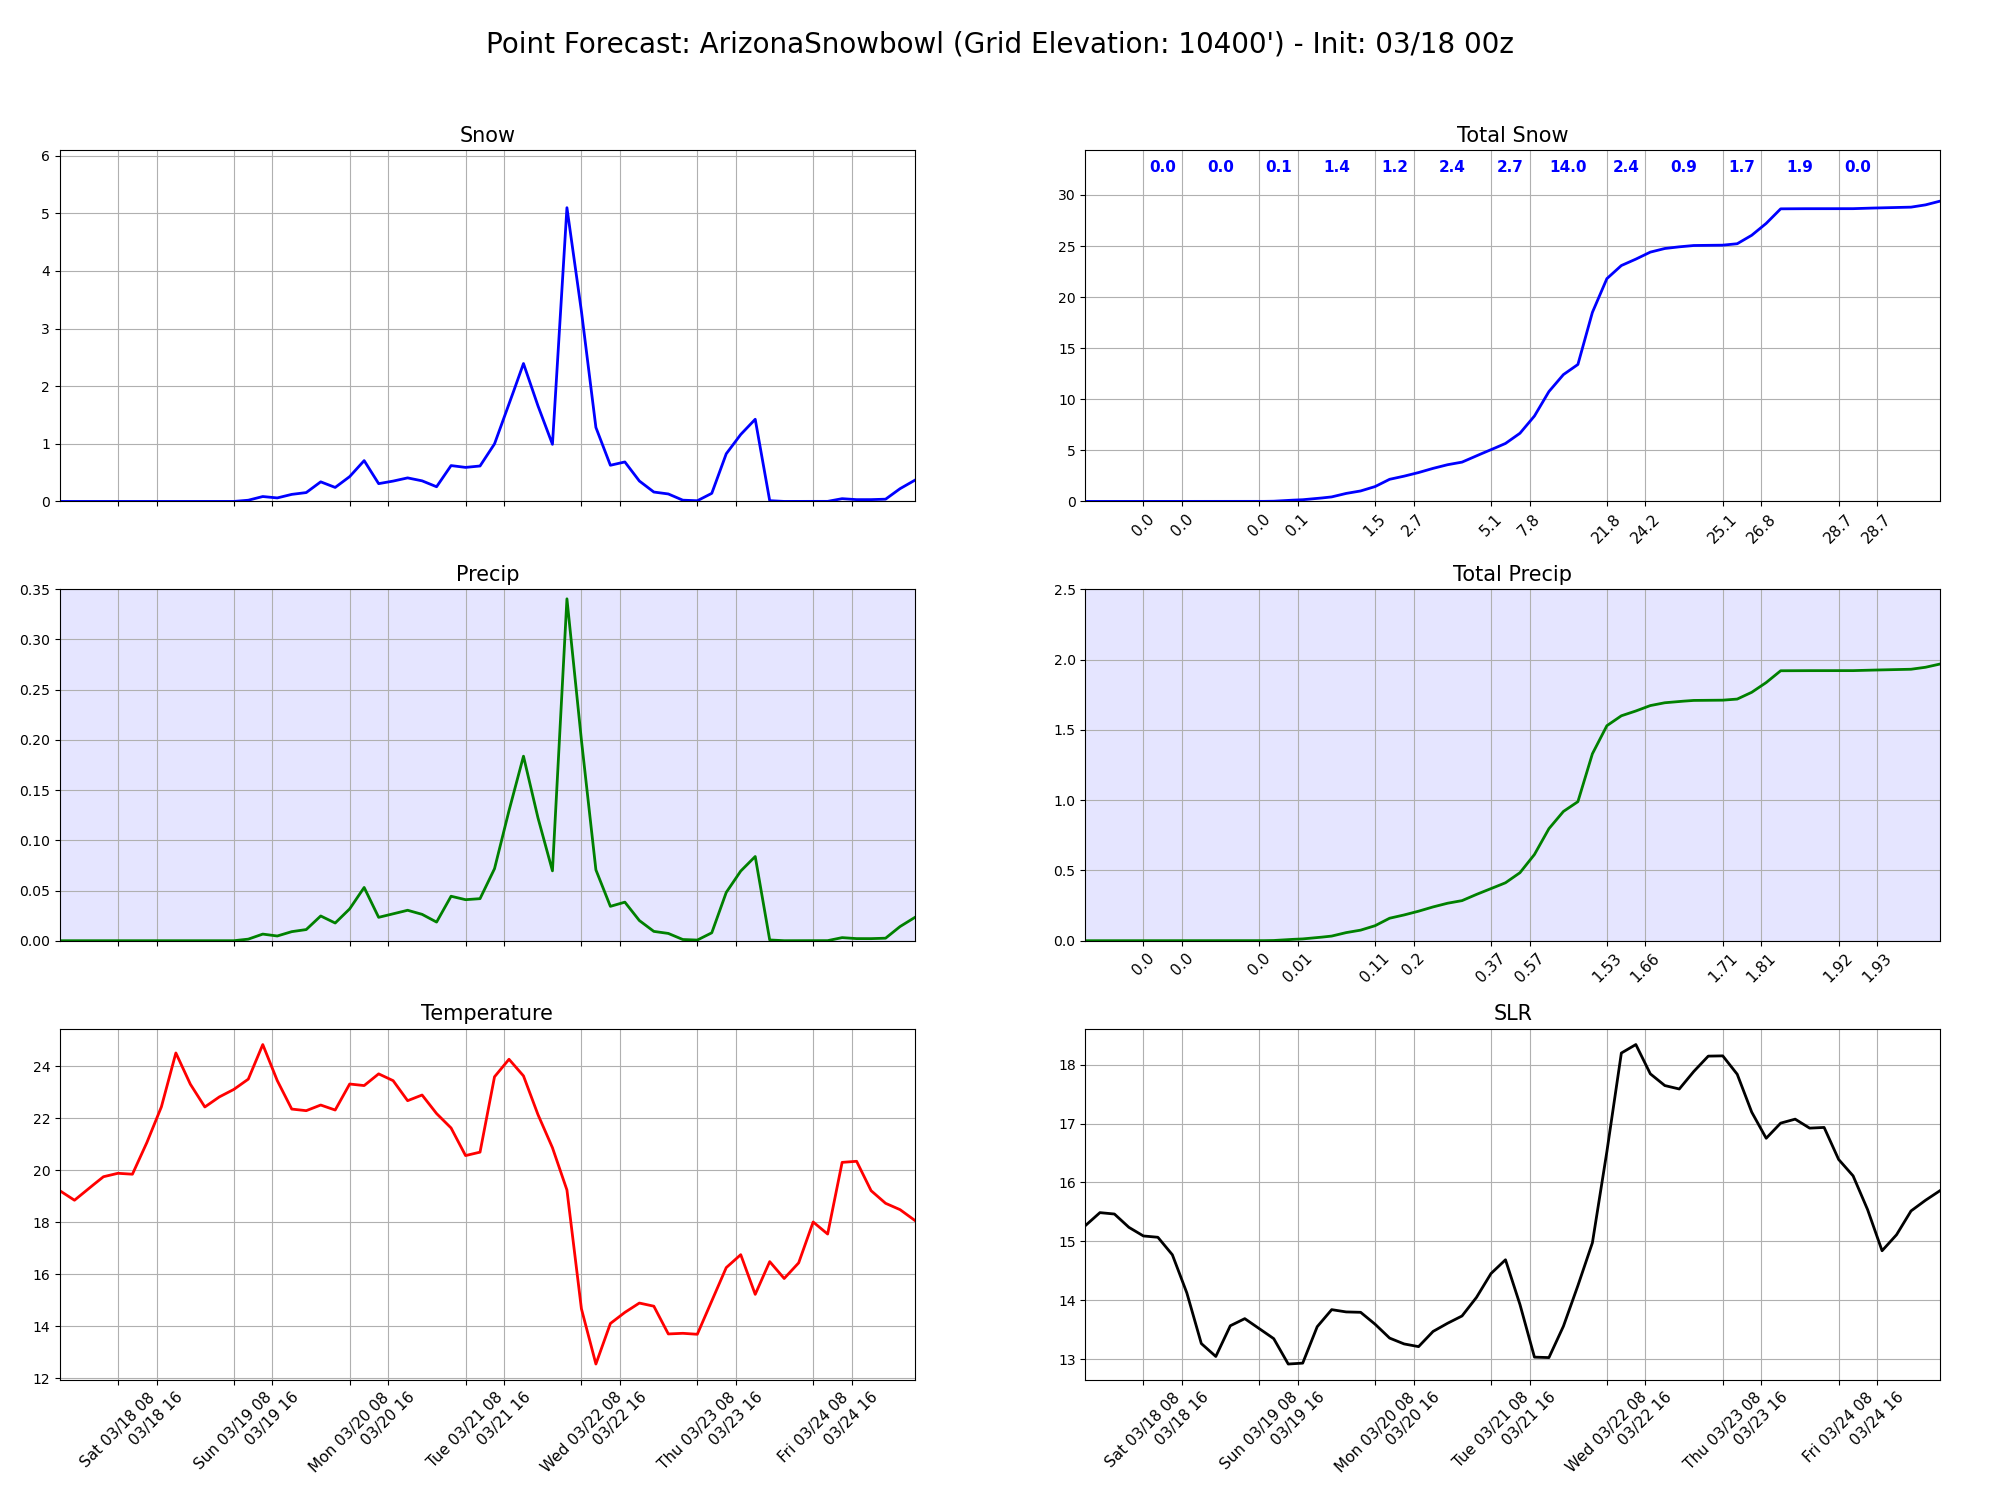 Point Forecast: ArizonaSnowbowl (Grid Elevation: 10400') - Init: 03/18 00z
Snow
6
5
4
3
2
1
0
Total Snow
0.0 0.0 0.1 1.4 1.2 2.4 2.7 14.0 2.4 0.9 1.7 1.9 0.0
30
25
20
15
10
5
0
0.0 0.0 0.0 0.1 1.5 2.7 5.1 7.8 21.8 24.2 25.1 26.8 28.7 28.7
Precip
0.35
0.30
0.25
0.20
0.15
0.10
0.05
0.00
Total Precip
2.5
2.0
1.5
1.0
0.5
0.0
0.0 0.0 0.0 0.01 0.11 0.2 0.37 0.57 1.53 1.66 1.71 1.81 1.92 1.93
Temperature
24
22
20
18
16
14
12
Sat 03/18 08
03/18 16
Sun 03/19 08
03/19 16
Mon 03/20 08
03/20 16
Tue 03/21 08
03/21 16
Wed 03/22 08
03/22 16
Thu 03/23 08
03/23 16
Fri 03/24 08
03/24 16
SLR
18
17
16
15
14
13
Sat 03/18 08
03/18 16
Sun 03/19 08
03/19 16
Mon 03/20 08
03/20 16
Tue 03/21 08
03/21 16
Wed 03/22 08
03/22 16
Thu 03/23 08
03/23 16
Fri 03/24 08
03/24 16